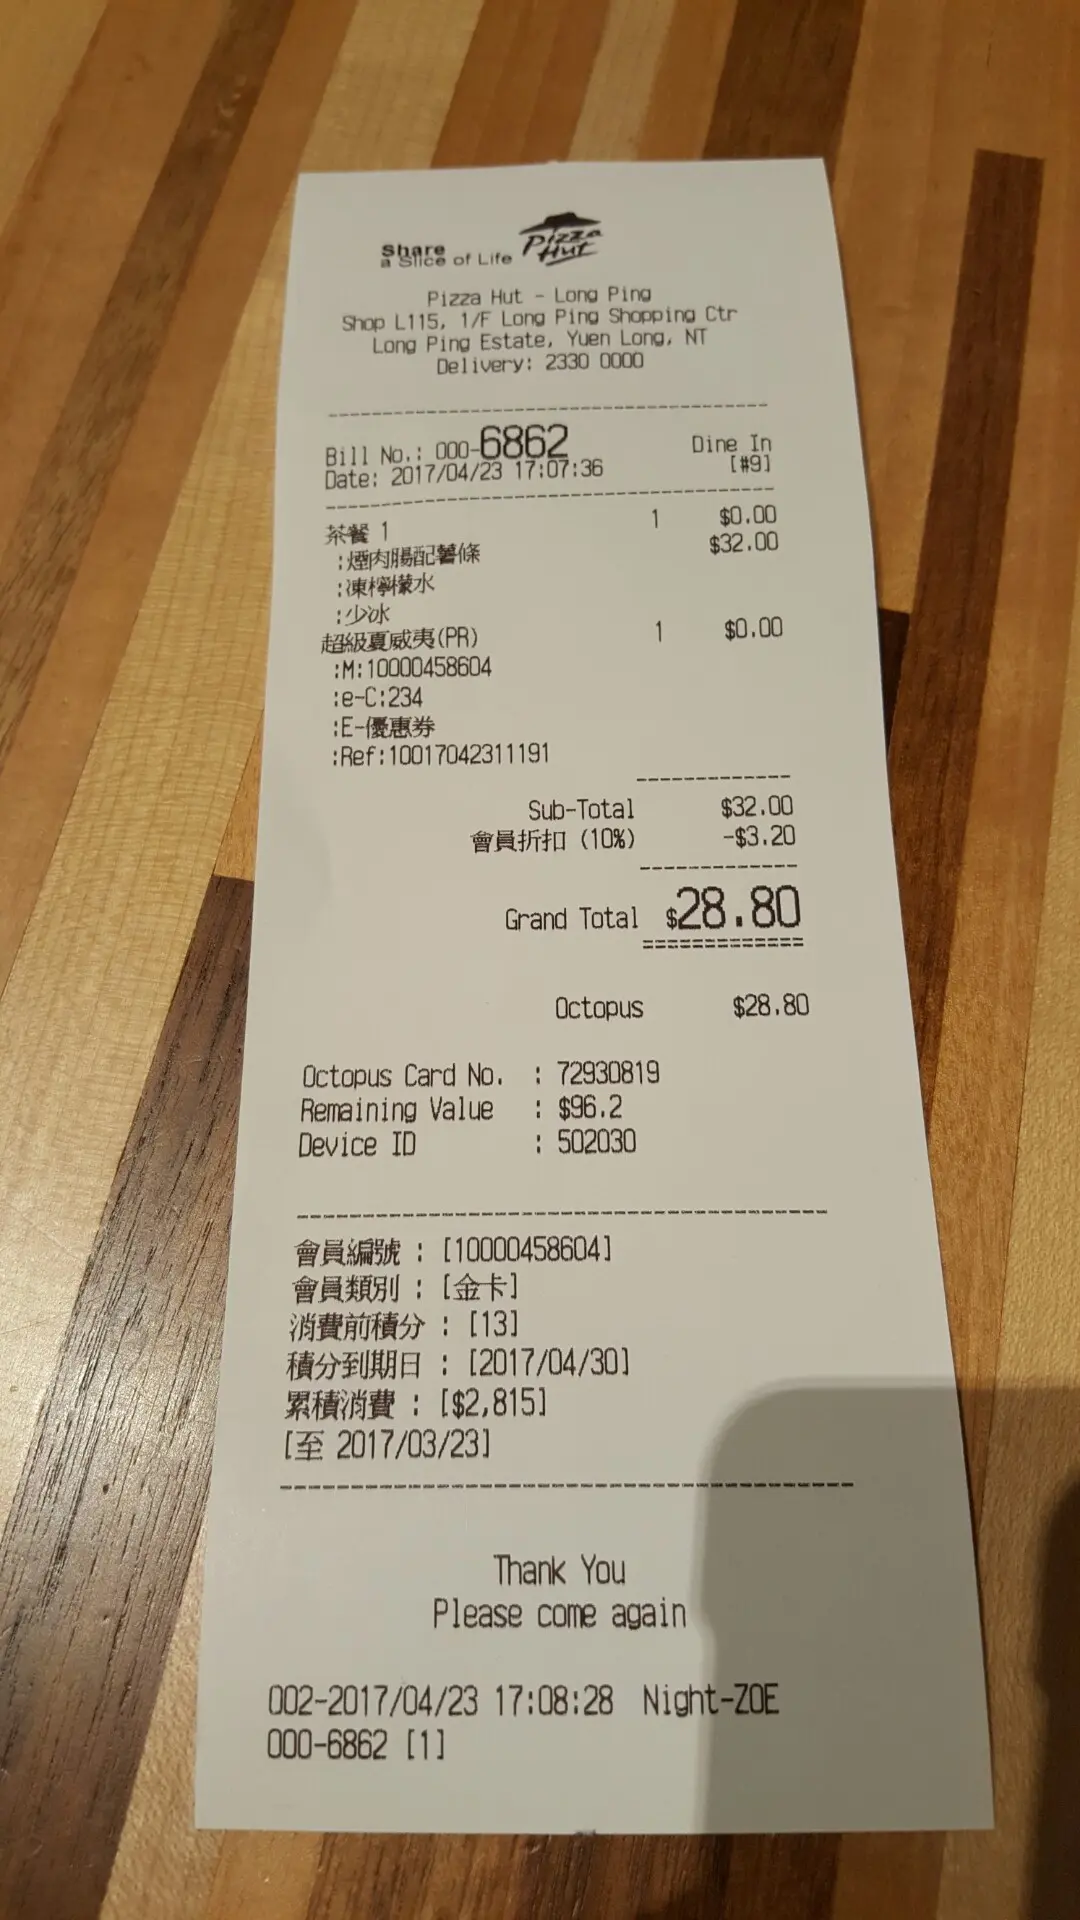 Share
a Slice of Life
Pizza
Hut
Pizza Hut - Long Ping
Shop L115, 1/F Long Ping Shopping Ctr
Long Ping Estate, Yuen Long, NT
Delivery: 2330 0000
Bill No.: 000-6862 Dine In
Date: 2017/04/23 17:07:36 [#9]
茶餐 1 1 $0.00
:煙肉腸配薯條 $32.00
:凍檸檬水
:少冰
超級夏威夷(PR) 1 $0.00
:M:10000458604
:e-C:234
:E-優惠券
:Ref:10017042311191
Sub-Total $32.00
會員折扣 (10%) -$3.20
Grand Total $28.80
Octopus $28.80
Octopus Card No. : 72930819
Remaining Value : $96.2
Device ID : 502030
會員編號 : [10000458604]
會員類別 : [金卡]
消費前積分 : [13]
積分到期日 : [2017/04/30]
累積消費 : [$2,815]
[至 2017/03/23]
Thank You
Please come again
002-2017/04/23 17:08:28 Night-ZOE
000-6862 [1]